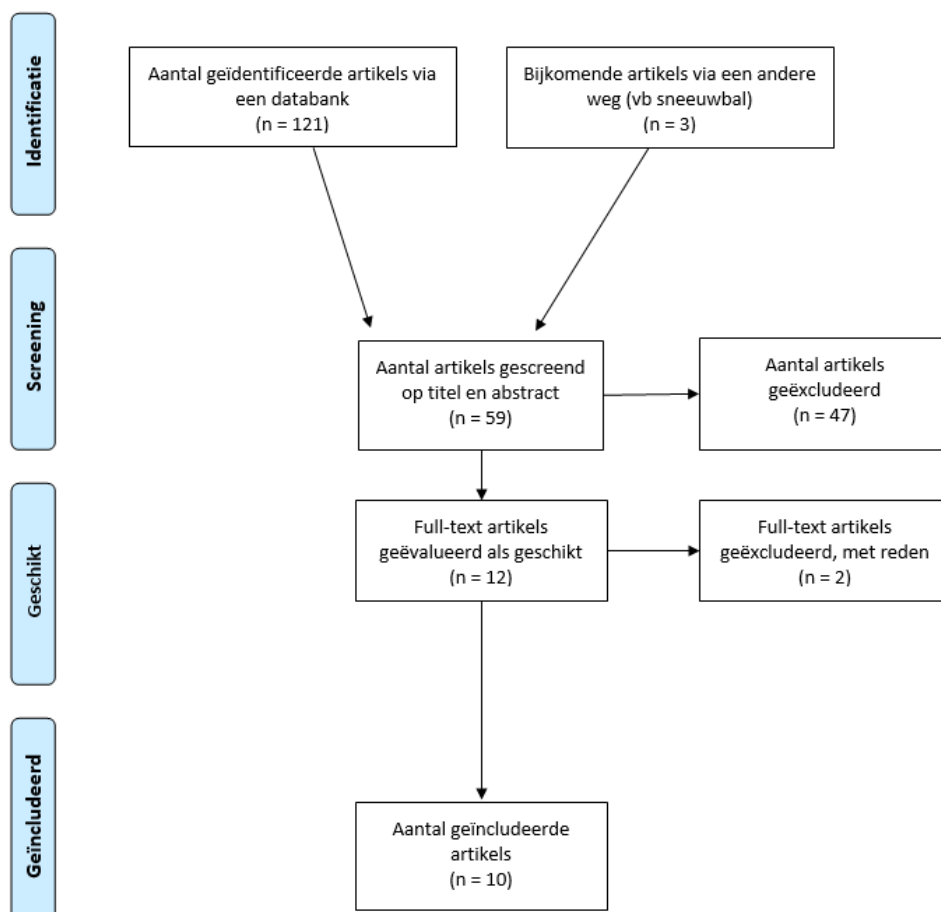 Identificatie
Aantal geïdentificeerde artikels via
een databank
(n = 121)
Bijkomende artikels via een andere
weg (vb sneeuwbal)
(n = 3)
Screening
Aantal artikels gescreend
op titel en abstract
(n = 59)
Aantal artikels
geëxcludeerd
(n = 47)
Geschikt
Full-text artikels
geëvalueerd als geschikt
(n = 12)
Full-text artikels
geëxcludeerd, met reden
(n = 2)
Geïncludeerd
Aantal geïncludeerde
artikels
(n = 10)